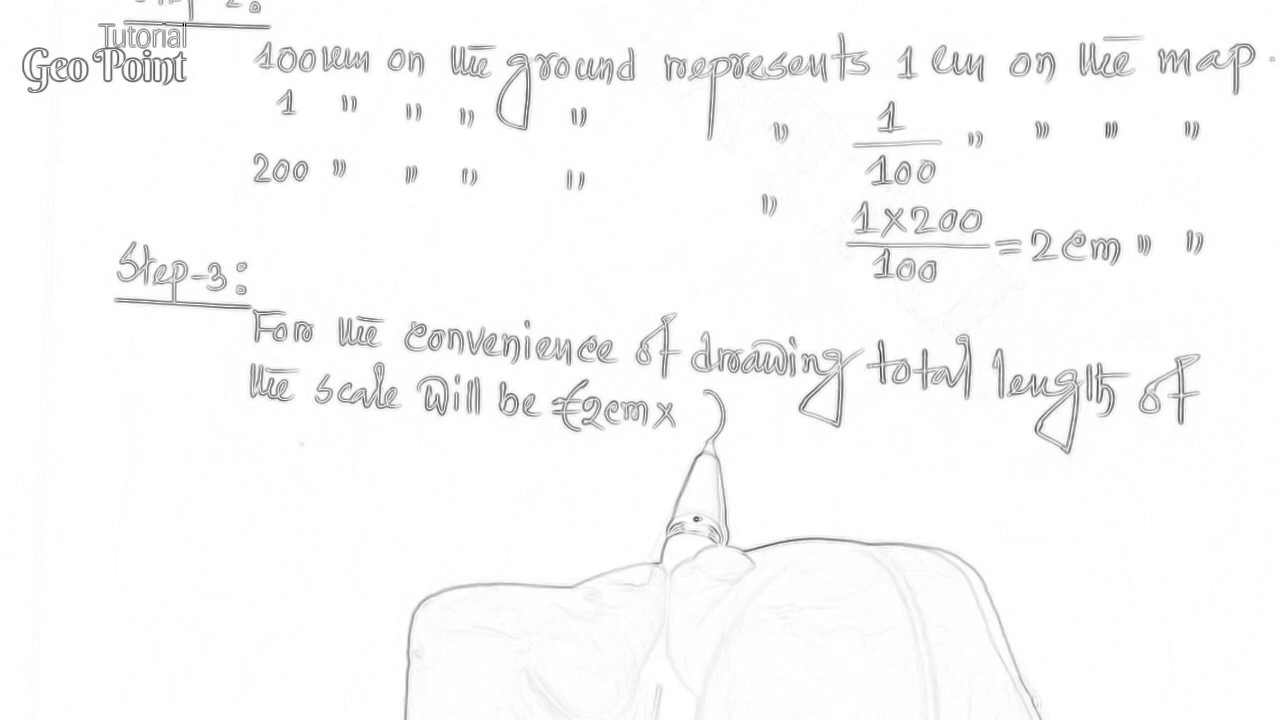 Tutorial
Geo Point
100km on the ground represents 1 cm on the map.
1 " " " " " 1/100 " " " "
200 " " " " " 1×200/100 = 2cm " "
Step-3:
For the convenience of drawing total length of
the scale will be (2cm×